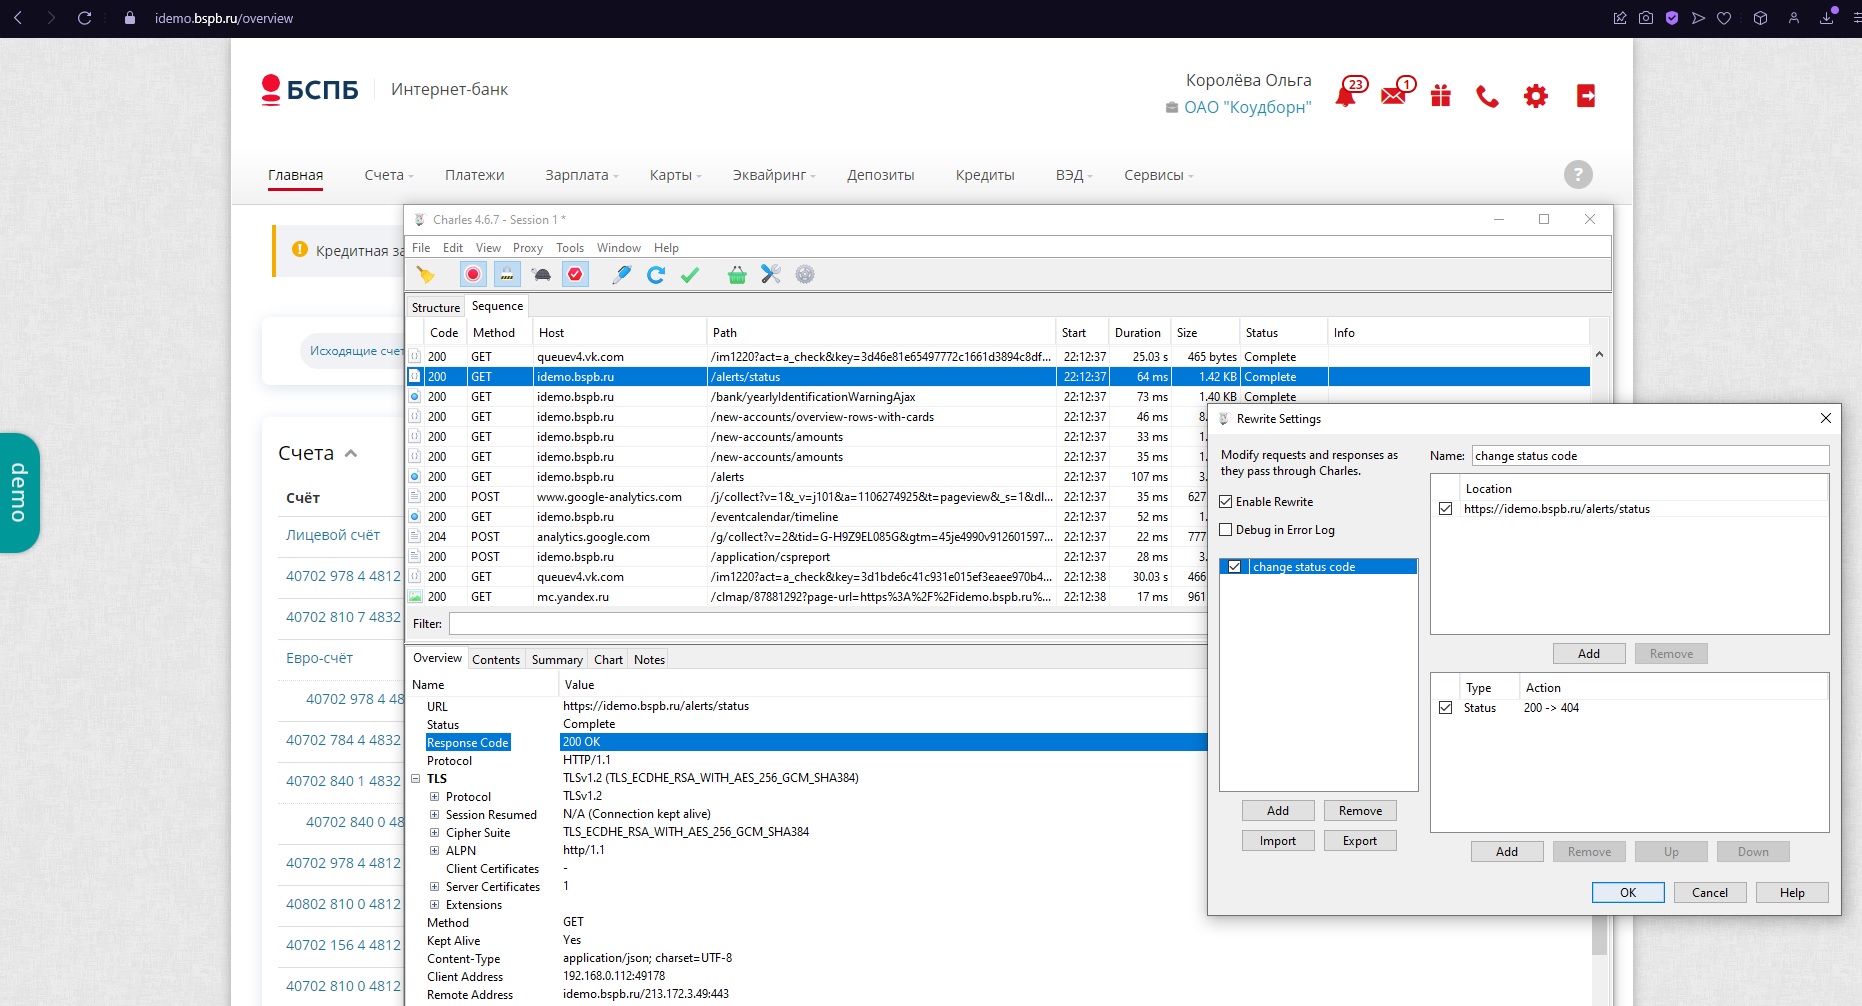 idemo.bspb.ru/overview
БСПБ
Интернет-банк
Королёва Ольга
ОАО "Коудборн"
23
1
Главная
Счета
Платежи
Зарплата
Карты
Эквайринг
Депозиты
Кредиты
ВЭД
Сервисы
?
Кредитная за
Исходящие счет
Счета
Счёт
Лицевой счёт
40702 978 4 4812
40702 810 7 4832
Евро-счёт
40702 978 4 48
40702 784 4 4832
40702 840 1 4832
40702 840 0 48
40702 978 4 4812
40802 810 0 4812
40702 156 4 4812
40702 810 0 4812
demo
Charles 4.6.7 - Session 1 *
File Edit View Proxy Tools Window Help
Structure Sequence
Code Method Host Path Start Duration Size Status Info
200 GET queuev4.vk.com /im1220?act=a_check&key=3d46e81e65497772c1661d3894c8df... 22:12:37 25.03 s 465 bytes Complete
200 GET idemo.bspb.ru /alerts/status 22:12:37 64 ms 1.42 KB Complete
200 GET idemo.bspb.ru /bank/yearlyIdentificationWarningAjax 22:12:37 73 ms 1.40 KB Complete
200 GET idemo.bspb.ru /new-accounts/overview-rows-with-cards 22:12:37 46 ms 8.
200 GET idemo.bspb.ru /new-accounts/amounts 22:12:37 33 ms 1.
200 GET idemo.bspb.ru /new-accounts/amounts 22:12:37 35 ms 1.
200 GET idemo.bspb.ru /alerts 22:12:37 107 ms 3.
200 POST www.google-analytics.com /j/collect?v=1&_v=j101&a=1106274925&t=pageview&_s=1&dl... 22:12:37 35 ms 627
200 GET idemo.bspb.ru /eventcalendar/timeline 22:12:37 52 ms 1.
204 POST analytics.google.com /g/collect?v=2&tid=G-H9Z9EL085G&gtm=45je4990v912601597... 22:12:37 22 ms 777
200 POST idemo.bspb.ru /application/cspreport 22:12:37 28 ms 3.
200 GET queuev4.vk.com /im1220?act=a_check&key=3d1bde6c41c931e015ef3eaee970b4... 22:12:38 30.03 s 466
200 GET mc.yandex.ru /clmap/87881292?page-url=https%3A%2F%2Fidemo.bspb.ru%... 22:12:38 17 ms 961
Filter:
Overview Contents Summary Chart Notes
Name Value
URL https://idemo.bspb.ru/alerts/status
Status Complete
Response Code 200 OK
Protocol HTTP/1.1
TLS TLSv1.2 (TLS_ECDHE_RSA_WITH_AES_256_GCM_SHA384)
Protocol TLSv1.2
Session Resumed N/A (Connection kept alive)
Cipher Suite TLS_ECDHE_RSA_WITH_AES_256_GCM_SHA384
ALPN http/1.1
Client Certificates -
Server Certificates 1
Extensions
Method GET
Kept Alive Yes
Content-Type application/json; charset=UTF-8
Client Address 192.168.0.112:49178
Remote Address idemo.bspb.ru/213.172.3.49:443
Rewrite Settings
Modify requests and responses as
they pass through Charles.
Enable Rewrite
Debug in Error Log
change status code
Add Remove
Import Export
Name: change status code
Location
https://idemo.bspb.ru/alerts/status
Add Remove
Type Action
Status 200 -> 404
Add Remove Up Down
OK Cancel Help